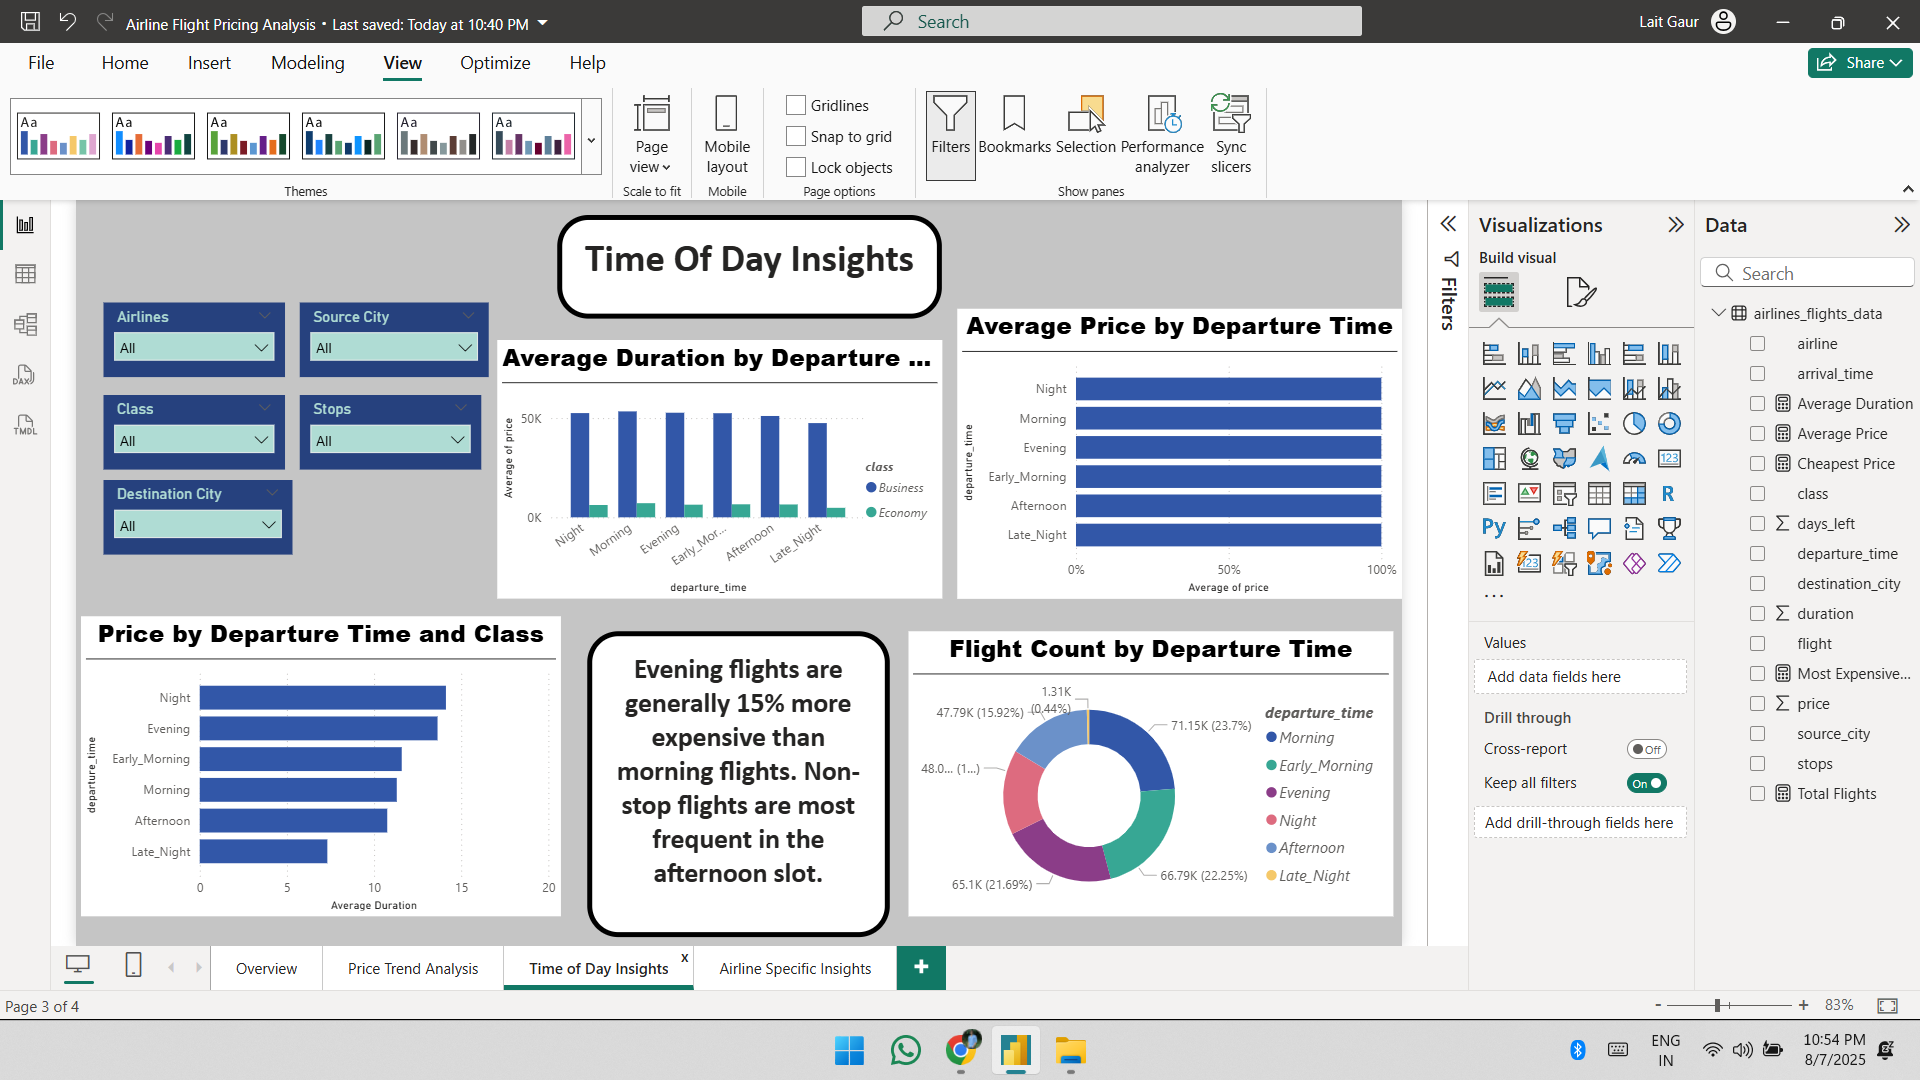 Airline Flight Pricing Analysis • Last saved: Today at 10:40 PM
Search
Lait Gaur
File
Home
Insert
Modeling
View
Optimize
Help
Share
Aa
Aa
Aa
Aa
Aa
Aa
Themes
Page
view
Scale to fit
Mobile
layout
Mobile
Gridlines
Snap to grid
Lock objects
Page options
Filters
Bookmarks
Selection
Performance
analyzer
Sync
slicers
Show panes
DAX
TMDL
Time Of Day Insights
Airlines
All
Source City
All
Class
All
Stops
All
Destination City
All
Average Duration by Departure ...
Average of price
50K
0K
Night
Morning
Evening
Early_Mor...
Afternoon
Late_Night
departure_time
class
Business
Economy
Average Price by Departure Time
departure_time
Night
Morning
Evening
Early_Morning
Afternoon
Late_Night
0%
50%
100%
Average of price
Price by Departure Time and Class
departure_time
Night
Evening
Early_Morning
Morning
Afternoon
Late_Night
0
5
10
15
20
Average Duration
Evening flights are
generally 15% more
expensive than
morning flights. Non-
stop flights are most
frequent in the
afternoon slot.
Flight Count by Departure Time
1.31K
(0.44%)
47.79K (15.92%)
71.15K (23.7%)
48.0... (1...)
65.1K (21.69%)
66.79K (22.25%)
departure_time
Morning
Early_Morning
Evening
Night
Afternoon
Late_Night
Filters
Visualizations
Build visual
123
R
Py
123
...
Values
Add data fields here
Drill through
Cross-report
Off
Keep all filters
On
Add drill-through fields here
Data
Search
airlines_flights_data
airline
arrival_time
Average Duration
Average Price
Cheapest Price
class
days_left
departure_time
destination_city
duration
flight
Most Expensive...
price
source_city
stops
Total Flights
Overview
Price Trend Analysis
Time of Day Insights
x
Airline Specific Insights
+
Page 3 of 4
- + 83%
ENG
IN
10:54 PM
8/7/2025